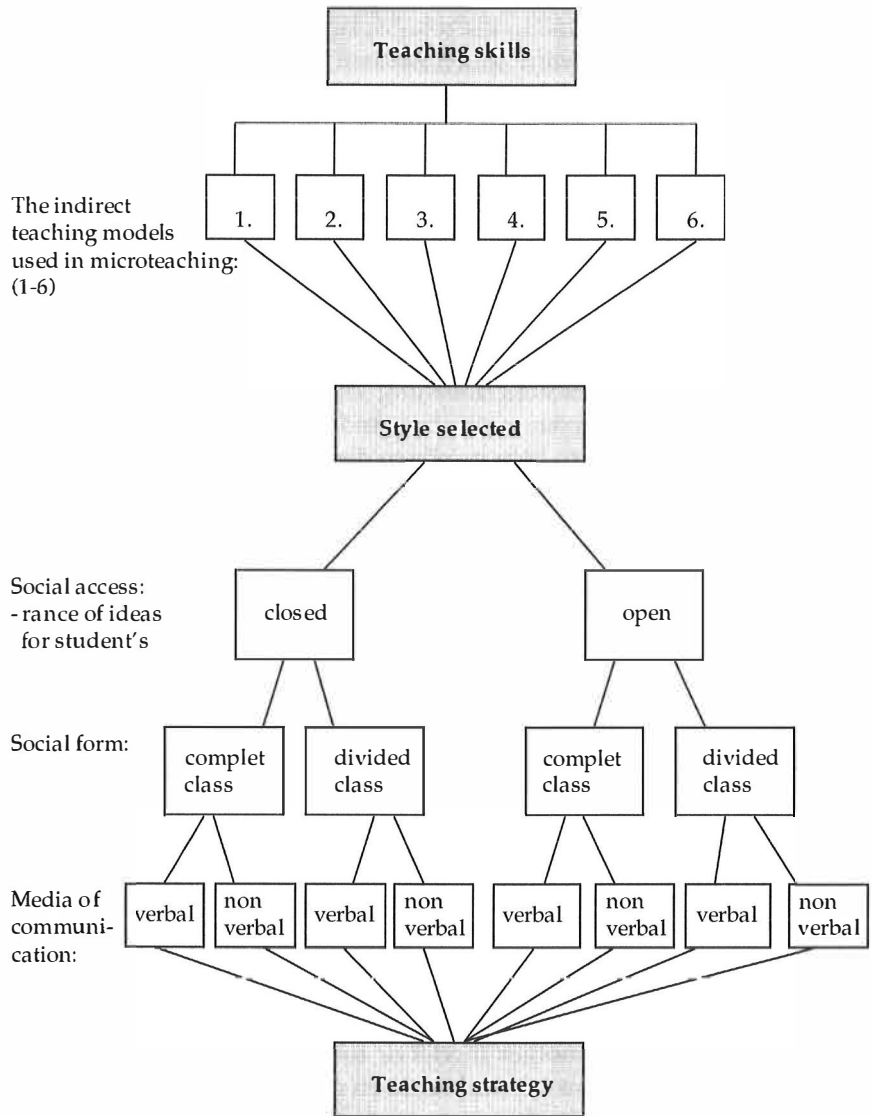 Teaching skills
The indirect
teaching models
used in microteaching:
(1-6)
1.
2.
3.
4.
5.
6.
Style selected
Social access:
- rance of ideas
for student's
closed
open
Social form:
complet
class
divided
class
complet
class
divided
class
Media of
communi-
cation:
verbal
non
verbal
verbal
non
verbal
verbal
non
verbal
verbal
non
verbal
Teaching strategy